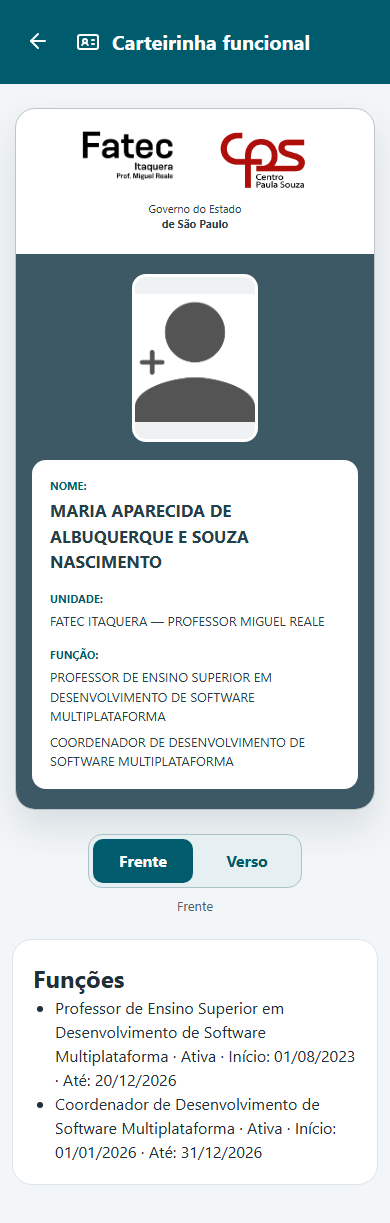 Carteirinha funcional
Fatec
Itaquera
Prof. Miguel Reale
cps
Centro
Paula Souza
Governo do Estado
de São Paulo
NOME:
MARIA APARECIDA DE
ALBUQUERQUE E SOUZA
NASCIMENTO
UNIDADE:
FATEC ITAQUERA — PROFESSOR MIGUEL REALE
FUNÇÃO:
PROFESSOR DE ENSINO SUPERIOR EM
DESENVOLVIMENTO DE SOFTWARE
MULTIPLATAFORMA
COORDENADOR DE DESENVOLVIMENTO DE
SOFTWARE MULTIPLATAFORMA
Frente Verso
Frente
Funções
• Professor de Ensino Superior em
Desenvolvimento de Software
Multiplataforma · Ativa · Início: 01/08/2023
· Até: 20/12/2026
• Coordenador de Desenvolvimento de
Software Multiplataforma · Ativa · Início:
01/01/2026 · Até: 31/12/2026